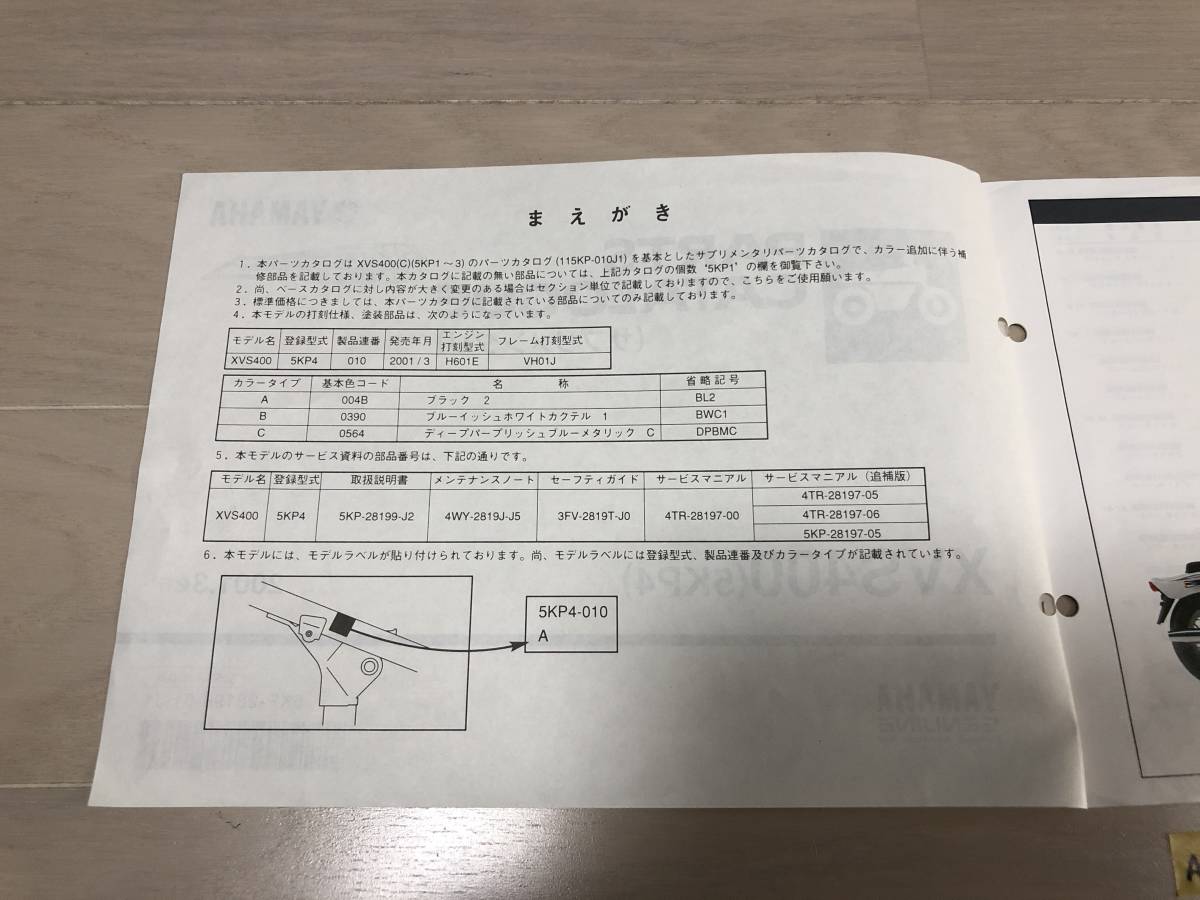 まえがき
1．本パーツカタログはXVS400(C)(5KP1～3)のパーツカタログ(115KP-010J1)を基本としたサプリメンタリパーツカタログで、カラー追加に伴う補
修部品を記載しております。本カタログに記載の無い部品については、上記カタログの個数'5KP1'の欄を御覧下さい。
2．尚、ベースカタログに対し内容が大きく変更のある場合はセクション単位で記載しておりますので、こちらをご使用願います。
3．標準価格につきましては、本パーツカタログに記載されている部品についてのみ記載しております。
4．本モデルの打刻仕様、塗装部品は、次のようになっています。
モデル名 登録型式 製品連番 発売年月 エンジン打刻型式 フレーム打刻型式
XVS400 5KP4 010 2001/3 H601E VH01J
カラータイプ 基本色コード 名称 省略記号
A 004B ブラック 2 BL2
B 0390 ブルーイッシュホワイトカクテル 1 BWC1
C 0564 ディープパープリッシュブルーメタリック C DPBMC
5．本モデルのサービス資料の部品番号は、下記の通りです。
モデル名 登録型式 取扱説明書 メンテナンスノート セーフティガイド サービスマニアル サービスマニアル（追補版）
4TR-28197-05
XVS400 5KP4 5KP-28199-J2 4WY-2819J-J5 3FV-2819T-J0 4TR-28197-00 4TR-28197-06
5KP-28197-05
6．本モデルには、モデルラベルが貼り付けられております。尚、モデルラベルには登録型式、製品連番及びカラータイプが記載されています。
5KP4-010
A
A